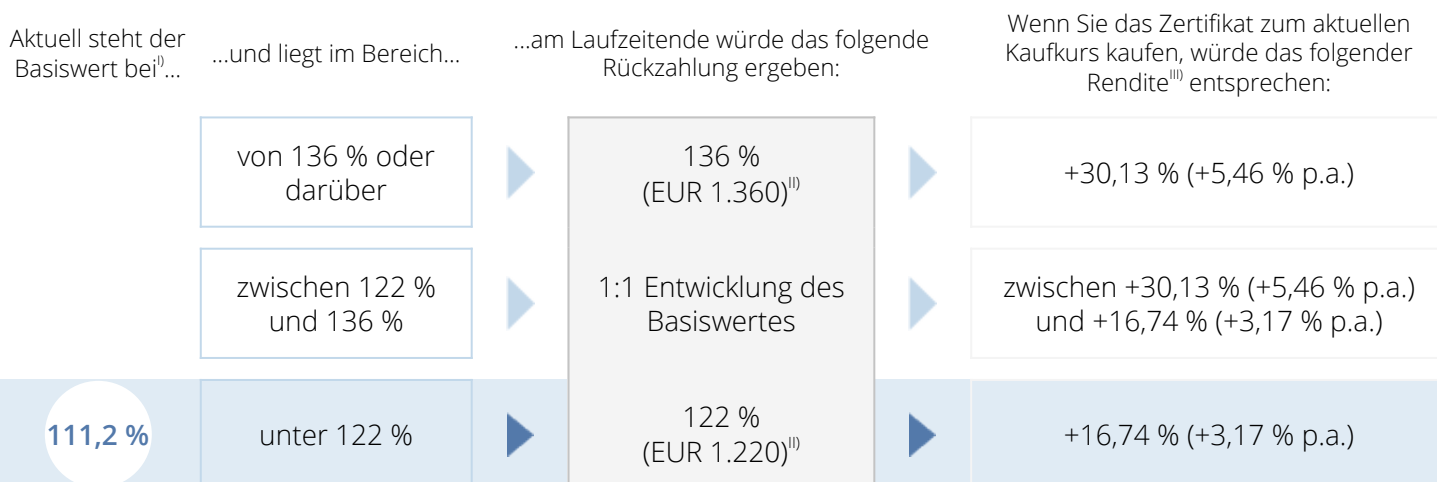 Aktuell steht der
Basiswert bei^I)...
...und liegt im Bereich...
...am Laufzeitende würde das folgende
Rückzahlung ergeben:
Wenn Sie das Zertifikat zum aktuellen
Kaufkurs kaufen, würde das folgender
Rendite^III) entsprechen:
von 136 % oder
darüber
136 %
(EUR 1.360)^II)
+30,13 % (+5,46 % p.a.)
zwischen 122 %
und 136 %
1:1 Entwicklung des
Basiswertes
zwischen +30,13 % (+5,46 % p.a.)
und +16,74 % (+3,17 % p.a.)
111,2 %
unter 122 %
122 %
(EUR 1.220)^II)
+16,74 % (+3,17 % p.a.)